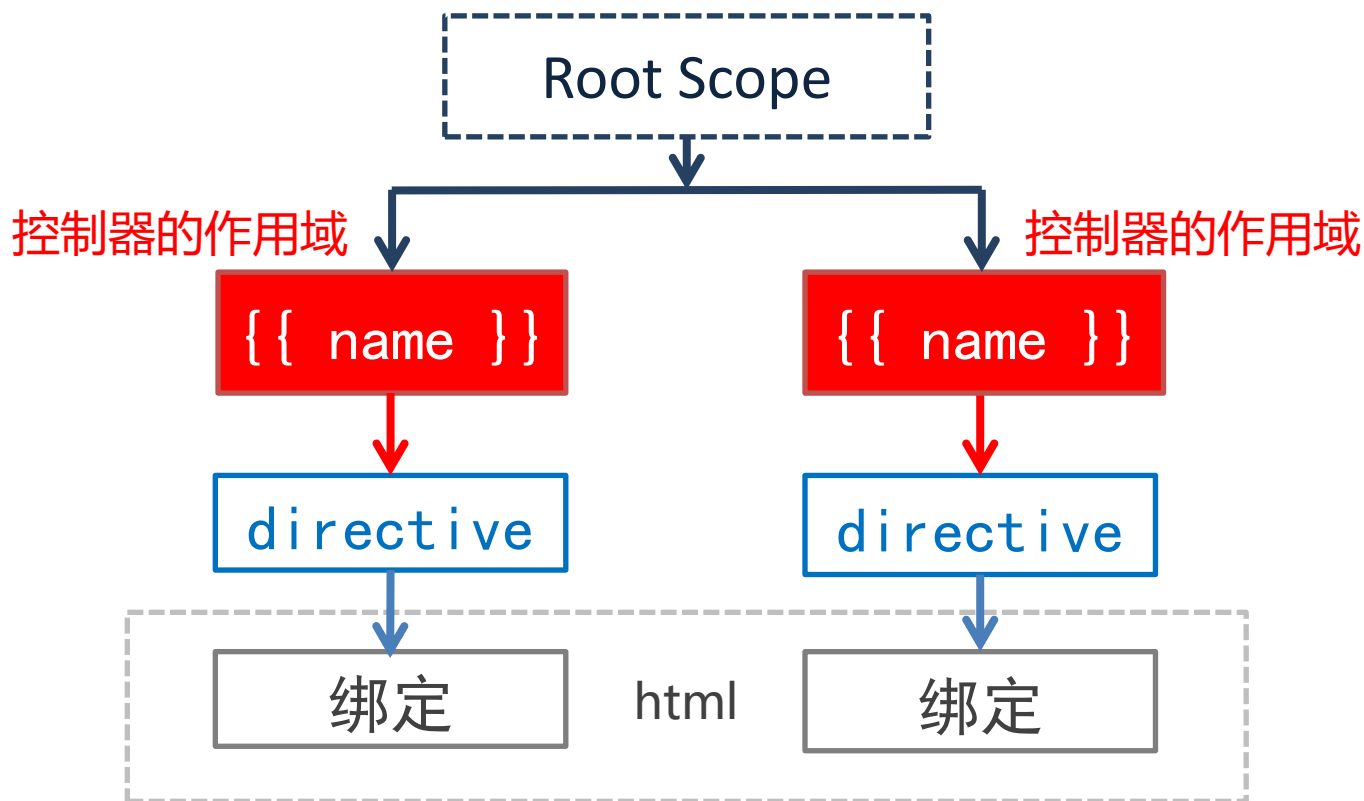 Root Scope
控制器的作用域
控制器的作用域
{{ name }}
{{ name }}
directive
directive
绑定
html
绑定